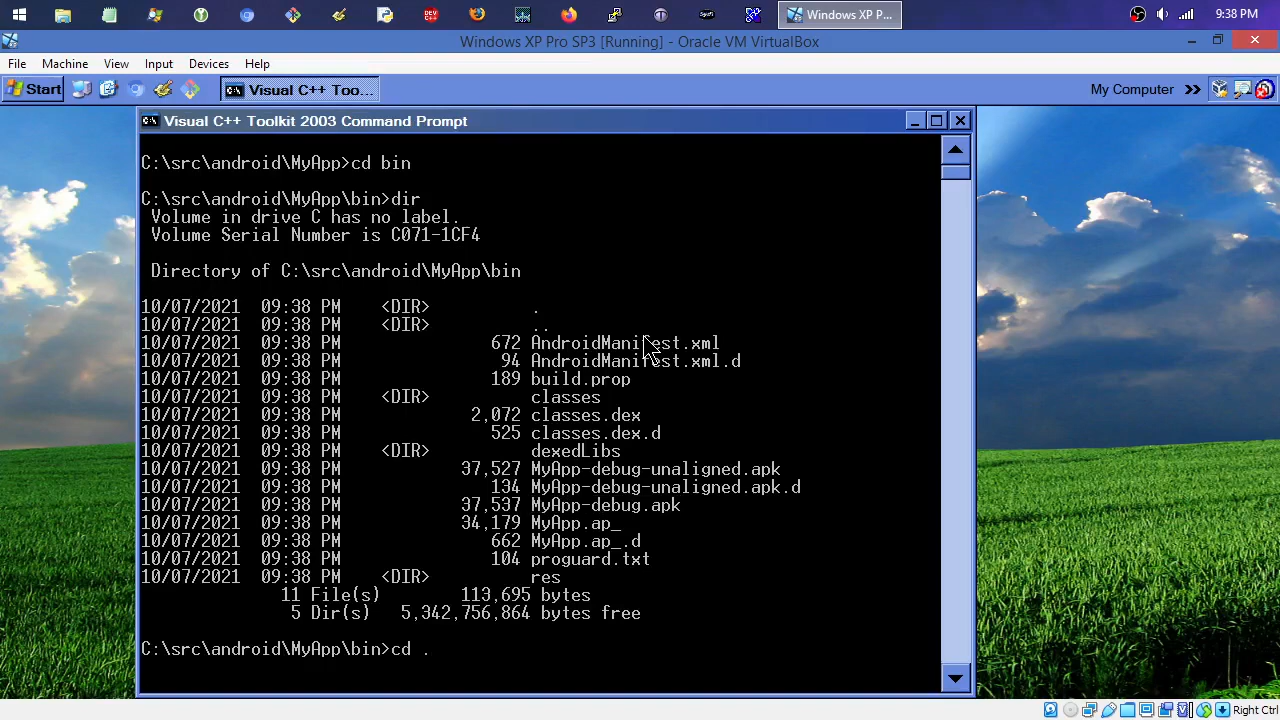 DEV C++
Spyn
Windows XP P...
9:38 PM
Windows XP Pro SP3 [Running] - Oracle VM VirtualBox
File Machine View Input Devices Help
Start
Visual C++ Too...
My Computer »
Visual C++ Toolkit 2003 Command Prompt
C:\src\android\MyApp>cd bin
C:\src\android\MyApp\bin>dir
Volume in drive C has no label.
Volume Serial Number is C071-1CF4
Directory of C:\src\android\MyApp\bin
10/07/2021 09:38 PM <DIR> .
10/07/2021 09:38 PM <DIR> ..
10/07/2021 09:38 PM 672 AndroidManifest.xml
10/07/2021 09:38 PM 94 AndroidManifest.xml.d
10/07/2021 09:38 PM 189 build.prop
10/07/2021 09:38 PM <DIR> classes
10/07/2021 09:38 PM 2,072 classes.dex
10/07/2021 09:38 PM 525 classes.dex.d
10/07/2021 09:38 PM <DIR> dexedLibs
10/07/2021 09:38 PM 37,527 MyApp-debug-unaligned.apk
10/07/2021 09:38 PM 134 MyApp-debug-unaligned.apk.d
10/07/2021 09:38 PM 37,537 MyApp-debug.apk
10/07/2021 09:38 PM 34,179 MyApp.ap_
10/07/2021 09:38 PM 662 MyApp.ap_.d
10/07/2021 09:38 PM 104 proguard.txt
10/07/2021 09:38 PM <DIR> res
11 File(s) 113,695 bytes
5 Dir(s) 5,342,756,864 bytes free
C:\src\android\MyApp\bin>cd .
Right Ctrl